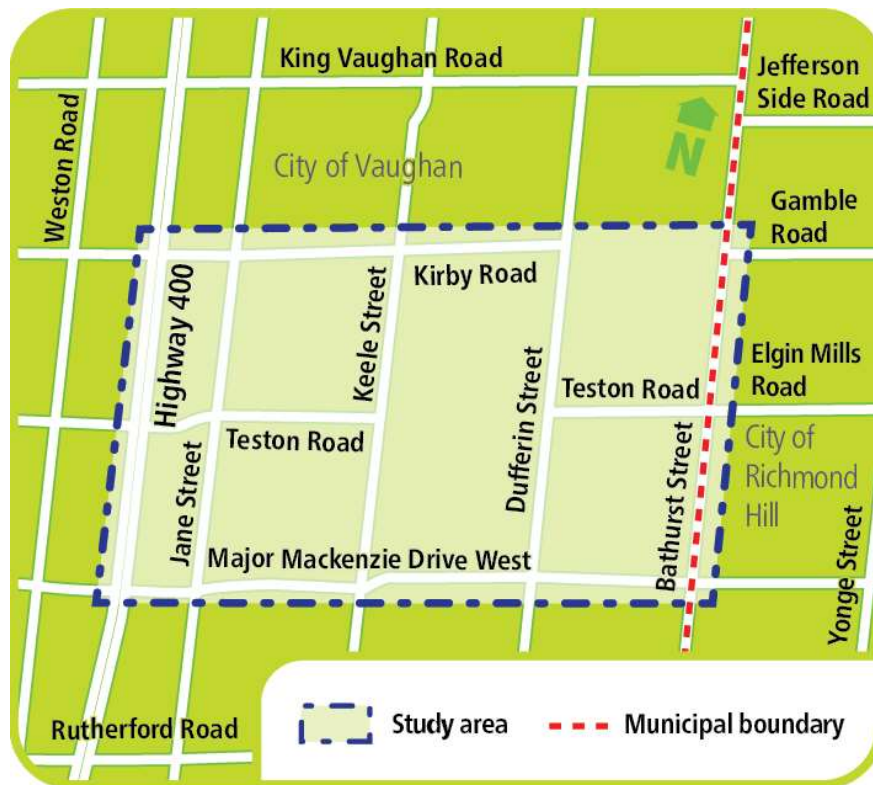 King Vaughan Road
Jefferson
Side Road
Weston Road
City of Vaughan
N
Gamble
Road
Highway 400
Keele Street
Kirby Road
Dufferin Street
Teston Road
Elgin Mills
Road
Jane Street
Teston Road
Bathurst Street
City of
Richmond
Hill
Major Mackenzie Drive West
Yonge Street
Rutherford Road
Study area
Municipal boundary